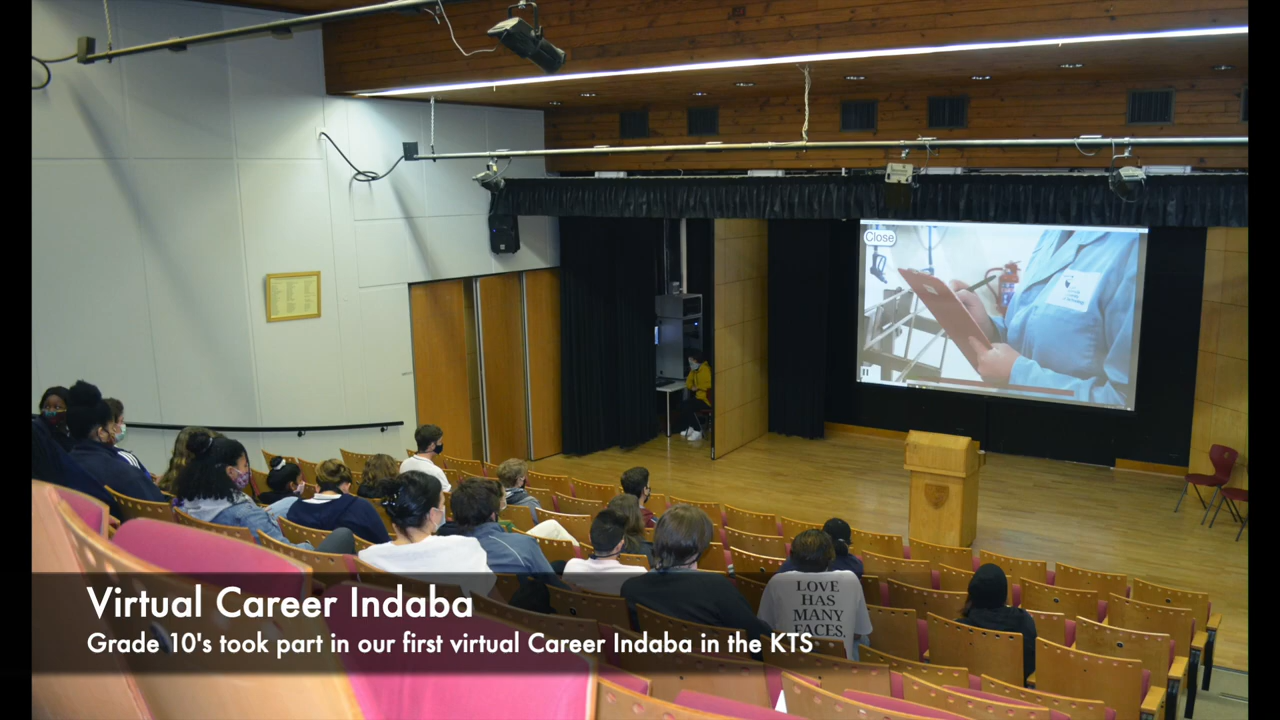 Close
LOVE
HAS
MANY
FACES.
Virtual Career Indaba
Grade 10's took part in our first virtual Career Indaba in the KTS